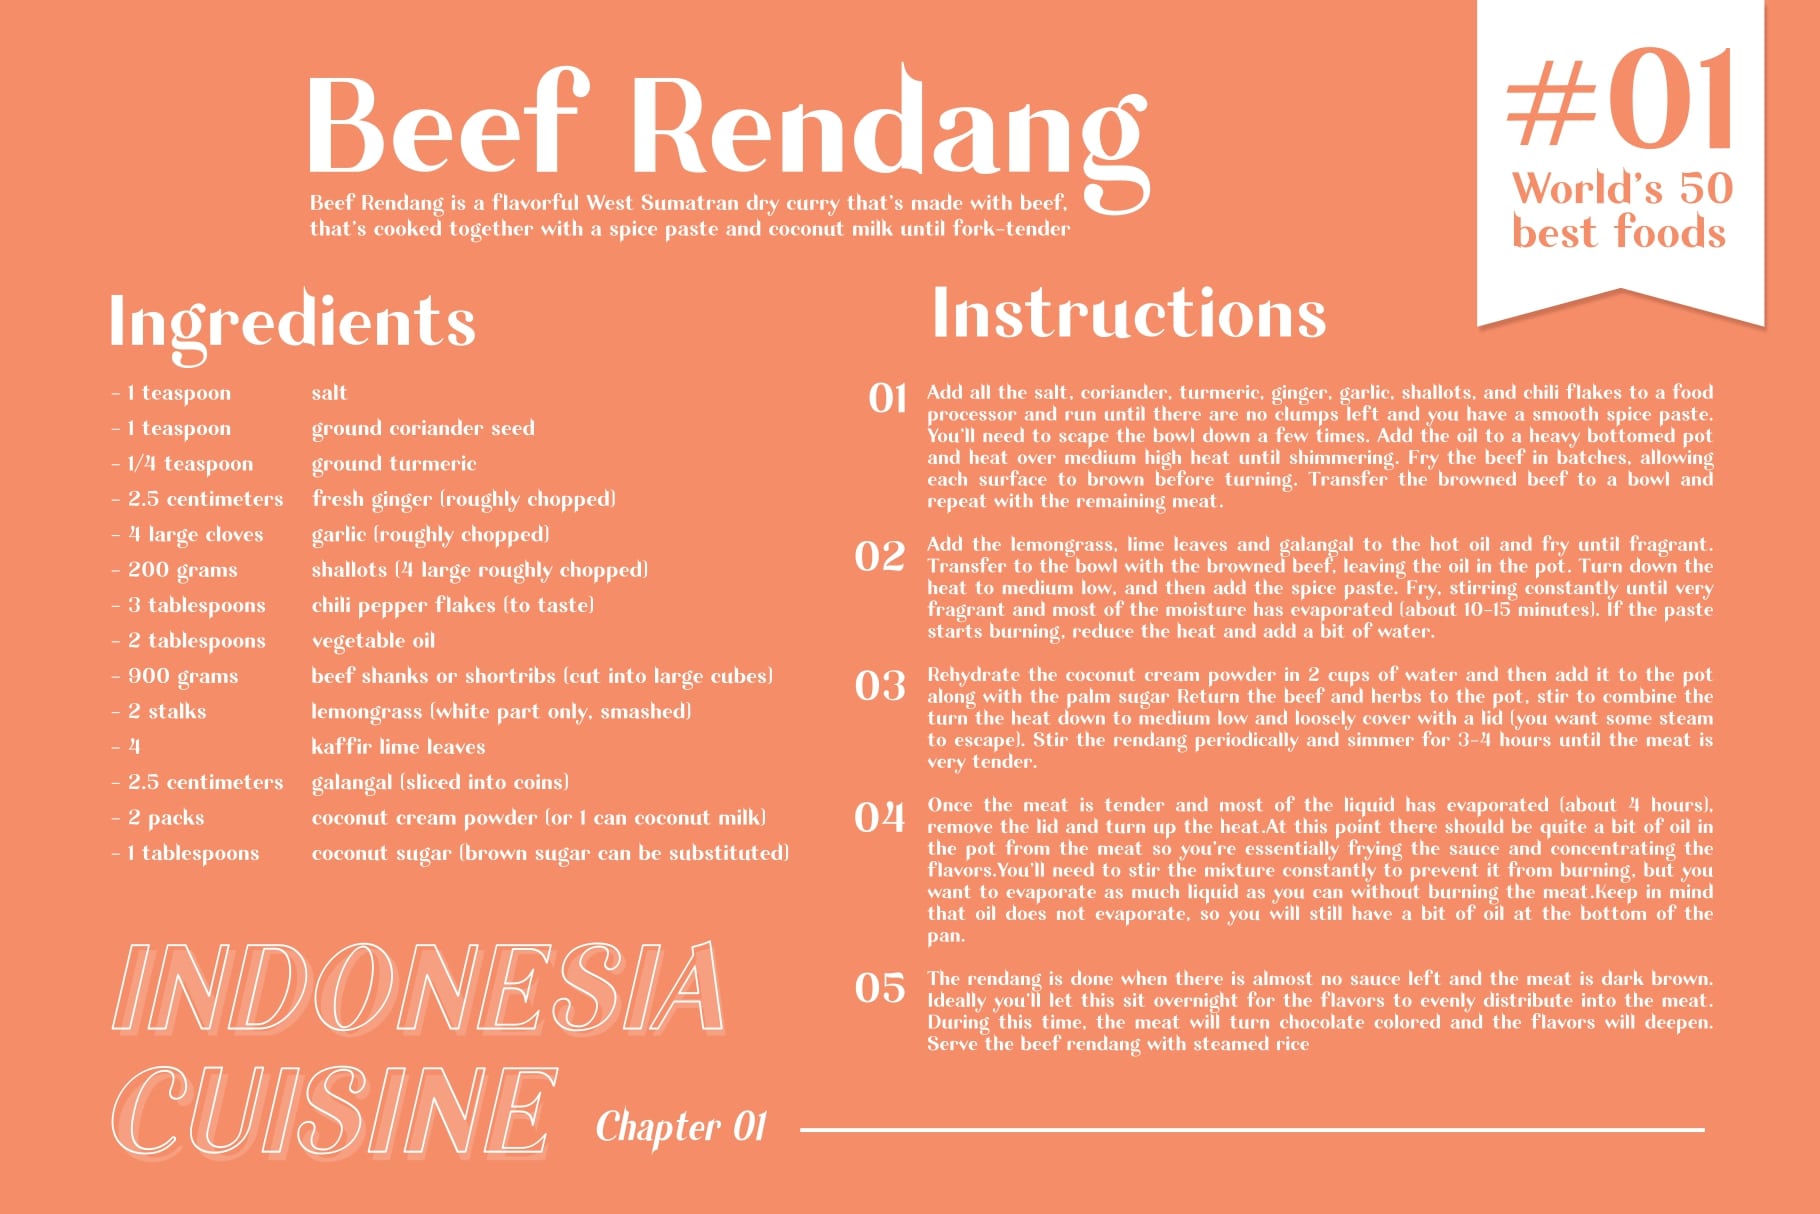 Beef Rendang
Beef Rendang is a flavorful West Sumatran dry curry that's made with beef,
that's cooked together with a spice paste and coconut milk until fork-tender
#01
World's 50
best foods
Ingredients
- 1 teaspoon salt
- 1 teaspoon ground coriander seed
- 1/4 teaspoon ground turmeric
- 2.5 centimeters fresh ginger (roughly chopped)
- 4 large cloves garlic (roughly chopped)
- 200 grams shallots (4 large roughly chopped)
- 3 tablespoons chili pepper flakes (to taste)
- 2 tablespoons vegetable oil
- 900 grams beef shanks or shortribs (cut into large cubes)
- 2 stalks lemongrass (white part only, smashed)
- 4 kaffir lime leaves
- 2.5 centimeters galangal (sliced into coins)
- 2 packs coconut cream powder (or 1 can coconut milk)
- 1 tablespoons coconut sugar (brown sugar can be substituted)
Instructions
01 Add all the salt, coriander, turmeric, ginger, garlic, shallots, and chili flakes to a food
processor and run until there are no clumps left and you have a smooth spice paste.
You'll need to scape the bowl down a few times. Add the oil to a heavy bottomed pot
and heat over medium high heat until shimmering. Fry the beef in batches, allowing
each surface to brown before turning. Transfer the browned beef to a bowl and
repeat with the remaining meat.
02 Add the lemongrass, lime leaves and galangal to the hot oil and fry until fragrant.
Transfer to the bowl with the browned beef, leaving the oil in the pot. Turn down the
heat to medium low, and then add the spice paste. Fry, stirring constantly until very
fragrant and most of the moisture has evaporated (about 10-15 minutes). If the paste
starts burning, reduce the heat and add a bit of water.
03 Rehydrate the coconut cream powder in 2 cups of water and then add it to the pot
along with the palm sugar Return the beef and herbs to the pot, stir to combine the
turn the heat down to medium low and loosely cover with a lid (you want some steam
to escape). Stir the rendang periodically and simmer for 3-4 hours until the meat is
very tender.
04 Once the meat is tender and most of the liquid has evaporated (about 4 hours),
remove the lid and turn up the heat.At this point there should be quite a bit of oil in
the pot from the meat so you're essentially frying the sauce and concentrating the
flavors.You'll need to stir the mixture constantly to prevent it from burning, but you
want to evaporate as much liquid as you can without burning the meat.Keep in mind
that oil does not evaporate, so you will still have a bit of oil at the bottom of the
pan.
05 The rendang is done when there is almost no sauce left and the meat is dark brown.
Ideally you'll let this sit overnight for the flavors to evenly distribute into the meat.
During this time, the meat will turn chocolate colored and the flavors will deepen.
Serve the beef rendang with steamed rice
INDONESIA
CUISINE
Chapter 01